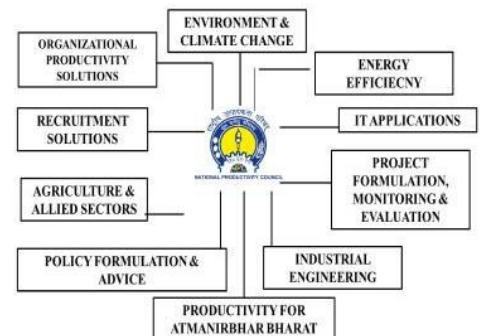 ENVIRONMENT &
CLIMATE CHANGE
ORGANIZATIONAL
PRODUCTIVITY
SOLUTIONS
ENERGY
EFFICIECNY
RECRUITMENT
SOLUTIONS
IT APPLICATIONS
NATIONAL PRODUCTIVITY COUNCIL
PROJECT
FORMULATION,
MONITORING &
EVALUATION
AGRICULTURE &
ALLIED SECTORS
POLICY FORMULATION &
ADVICE
INDUSTRIAL
ENGINEERING
PRODUCTIVITY FOR
ATMANIRBHAR BHARAT